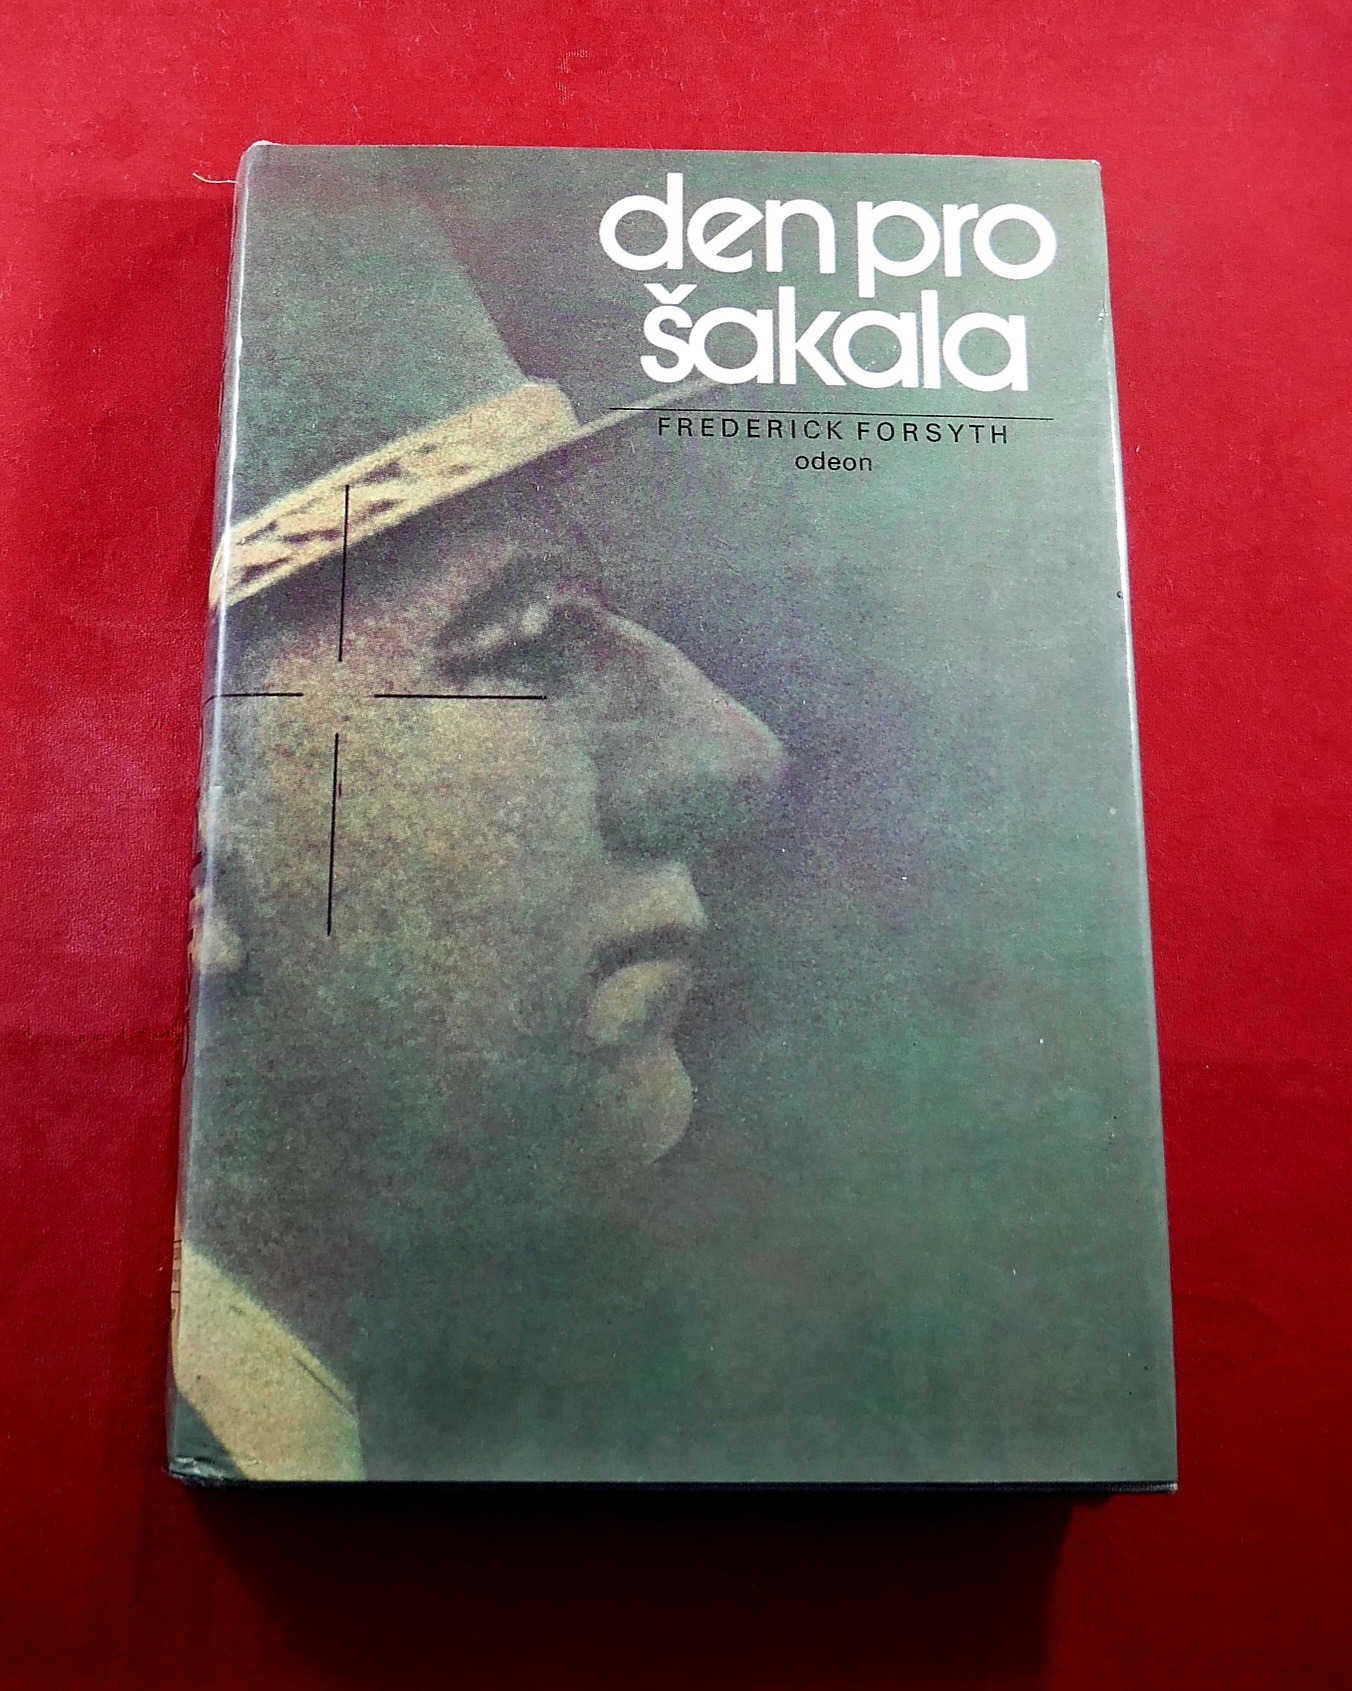 den pro
šakala
FREDERICK FORSYTH
odeon